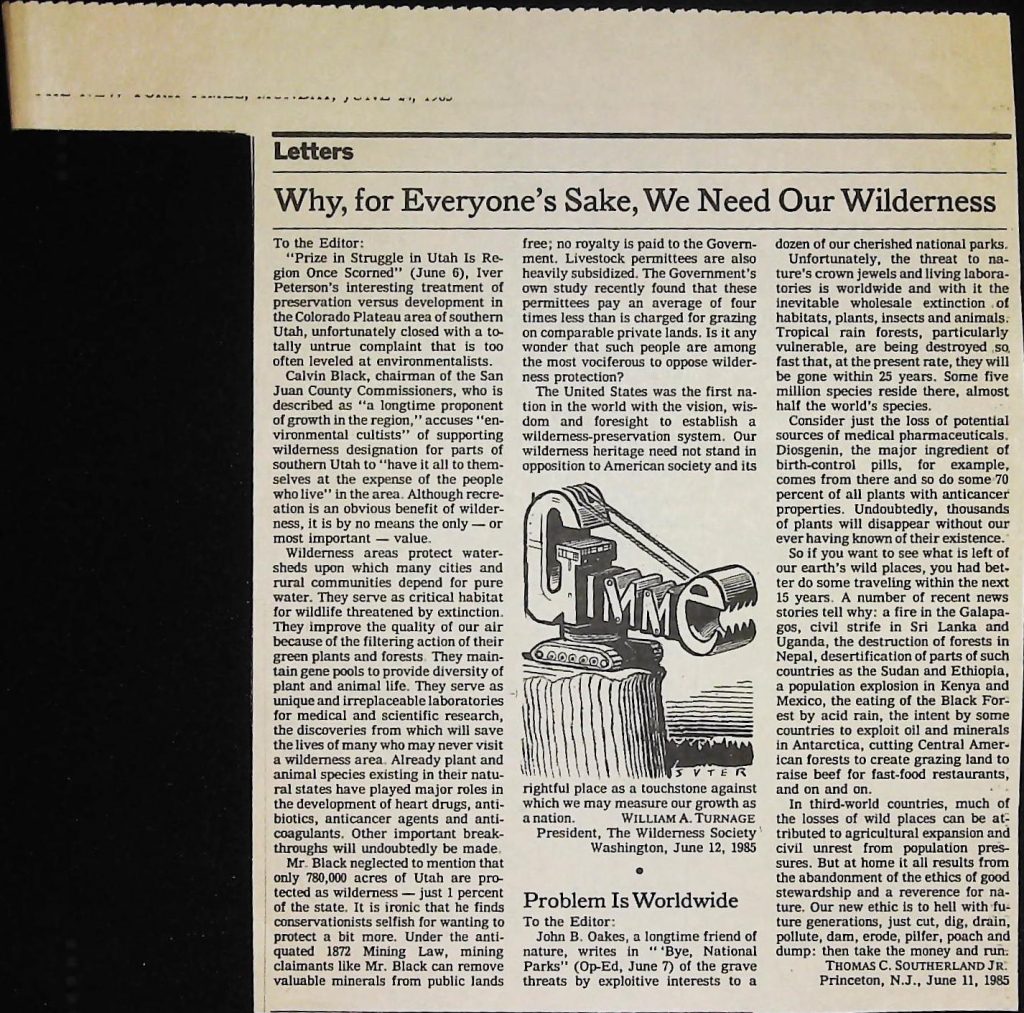 THE NEW YORK TIMES, MONDAY, JUNE 24, 1985
Letters
Why, for Everyone's Sake, We Need Our Wilderness
To the Editor:
"Prize in Struggle in Utah Is Re-
gion Once Scorned" (June 6), Iver
Peterson's interesting treatment of
preservation versus development in
the Colorado Plateau area of southern
Utah, unfortunately closed with a to-
tally untrue complaint that is too
often leveled at environmentalists.
Calvin Black, chairman of the San
Juan County Commissioners, who is
described as "a longtime proponent
of growth in the region," accuses "en-
vironmental cultists" of supporting
wilderness designation for parts of
southern Utah to "have it all to them-
selves at the expense of the people
who live" in the area. Although recre-
ation is an obvious benefit of wilder-
ness, it is by no means the only — or
most important — value.
Wilderness areas protect water-
sheds upon which many cities and
rural communities depend for pure
water. They serve as critical habitat
for wildlife threatened by extinction.
They improve the quality of our air
because of the filtering action of their
green plants and forests. They main-
tain gene pools to provide diversity of
plant and animal life. They serve as
unique and irreplaceable laboratories
for medical and scientific research,
the discoveries from which will save
the lives of many who may never visit
a wilderness area. Already plant and
animal species existing in their natu-
ral states have played major roles in
the development of heart drugs, anti-
biotics, anticancer agents and anti-
coagulants. Other important break-
throughs will undoubtedly be made.
Mr. Black neglected to mention that
only 780,000 acres of Utah are pro-
tected as wilderness — just 1 percent
of the state. It is ironic that he finds
conservationists selfish for wanting to
protect a bit more. Under the anti-
quated 1872 Mining Law, mining
claimants like Mr. Black can remove
valuable minerals from public lands
free; no royalty is paid to the Govern-
ment. Livestock permittees are also
heavily subsidized. The Government's
own study recently found that these
permittees pay an average of four
times less than is charged for grazing
on comparable private lands. Is it any
wonder that such people are among
the most vociferous to oppose wilder-
ness protection?
The United States was the first na-
tion in the world with the vision, wis-
dom and foresight to establish a
wilderness-preservation system. Our
wilderness heritage need not stand in
opposition to American society and its
Gimme
SUTER
rightful place as a touchstone against
which we may measure our growth as
a nation. WILLIAM A. TURNAGE
President, The Wilderness Society
Washington, June 12, 1985
Problem Is Worldwide
To the Editor:
John B. Oakes, a longtime friend of
nature, writes in " 'Bye, National
Parks" (Op-Ed, June 7) of the grave
threats by exploitive interests to a
dozen of our cherished national parks.
Unfortunately, the threat to na-
ture's crown jewels and living labora-
tories is worldwide and with it the
inevitable wholesale extinction of
habitats, plants, insects and animals.
Tropical rain forests, particularly
vulnerable, are being destroyed so
fast that, at the present rate, they will
be gone within 25 years. Some five
million species reside there, almost
half the world's species.
Consider just the loss of potential
sources of medical pharmaceuticals.
Diosgenin, the major ingredient of
birth-control pills, for example,
comes from there and so do some 70
percent of all plants with anticancer
properties. Undoubtedly, thousands
of plants will disappear without our
ever having known of their existence.
So if you want to see what is left of
our earth's wild places, you had bet-
ter do some traveling within the next
15 years. A number of recent news
stories tell why: a fire in the Galapa-
gos, civil strife in Sri Lanka and
Uganda, the destruction of forests in
Nepal, desertification of parts of such
countries as the Sudan and Ethiopia,
a population explosion in Kenya and
Mexico, the eating of the Black For-
est by acid rain, the intent by some
countries to exploit oil and minerals
in Antarctica, cutting Central Amer-
ican forests to create grazing land to
raise beef for fast-food restaurants,
and on and on.
In third-world countries, much of
the losses of wild places can be at-
tributed to agricultural expansion and
civil unrest from population pres-
sures. But at home it all results from
the abandonment of the ethics of good
stewardship and a reverence for na-
ture. Our new ethic is to hell with fu-
ture generations, just cut, dig, drain,
pollute, dam, erode, pilfer, poach and
dump: then take the money and run.
THOMAS C. SOUTHERLAND JR.
Princeton, N.J., June 11, 1985